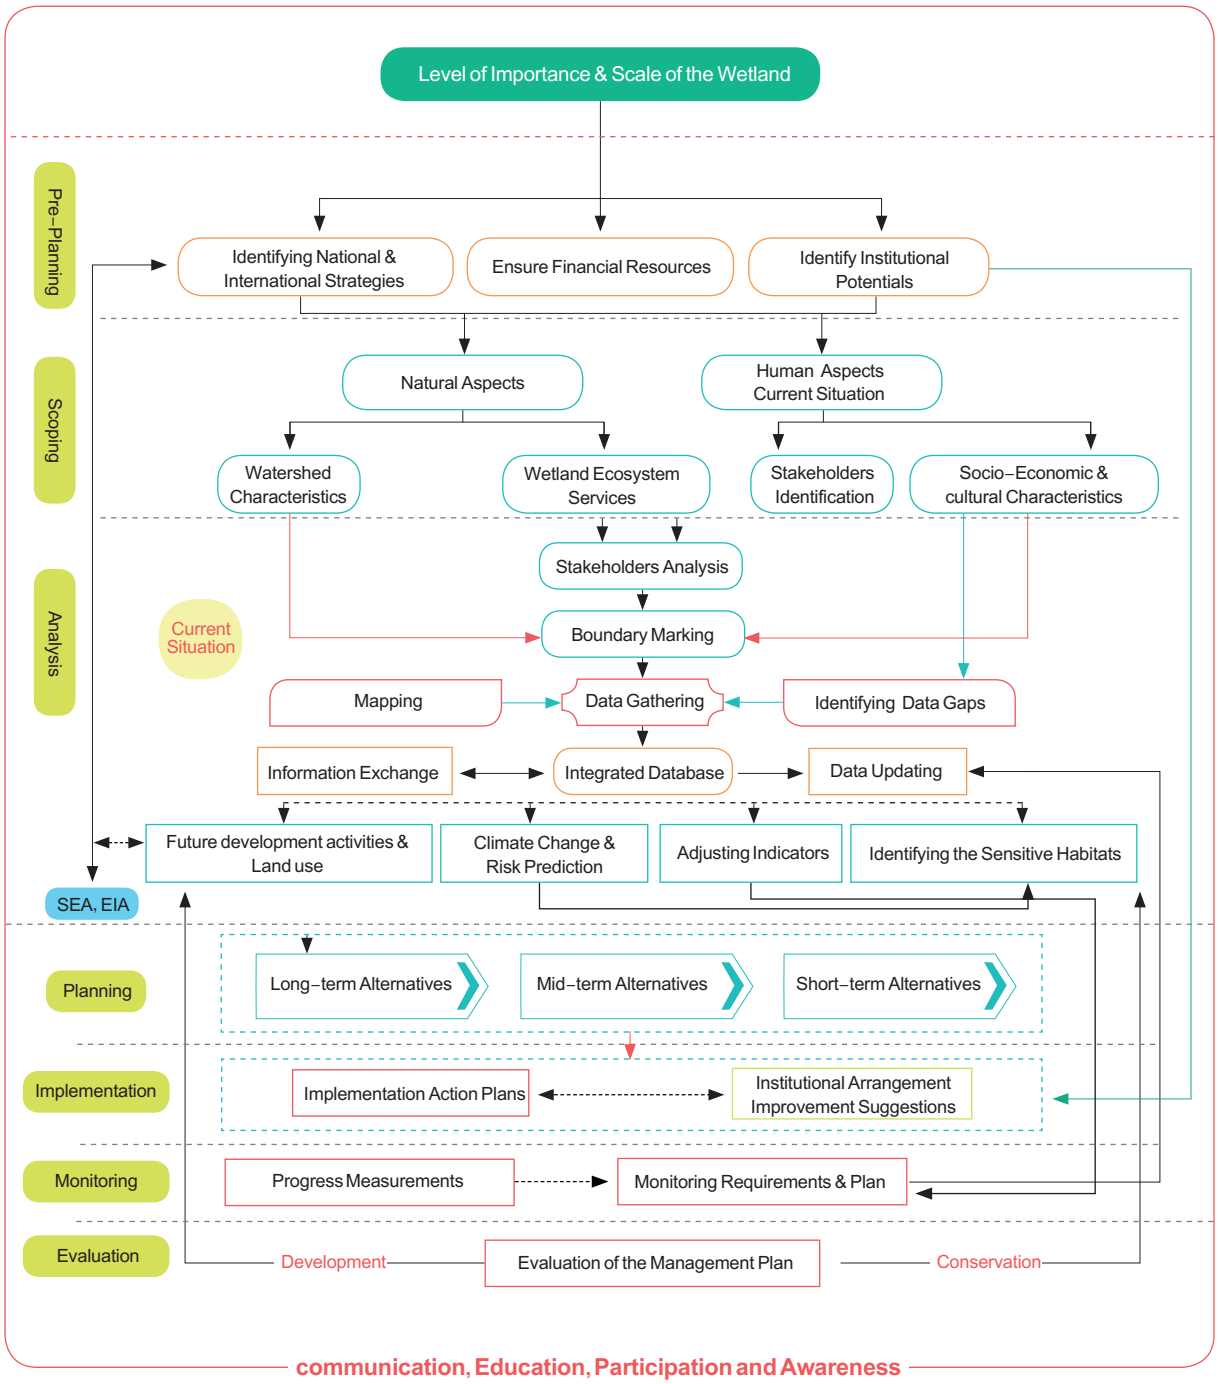 Level of Importance & Scale of the Wetland
Pre-Planning
Identifying National &
International Strategies
Ensure Financial Resources
Identify Institutional
Potentials
Scoping
Natural Aspects
Human Aspects
Current Situation
Watershed
Characteristics
Wetland Ecosystem
Services
Stakeholders
Identification
Socio-Economic &
cultural Characteristics
Analysis
Stakeholders Analysis
Current
Situation
Boundary Marking
Mapping
Data Gathering
Identifying Data Gaps
Information Exchange
Integrated Database
Data Updating
Future development activities &
Land use
Climate Change &
Risk Prediction
Adjusting Indicators
Identifying the Sensitive Habitats
SEA, EIA
Planning
Long-term Alternatives
Mid-term Alternatives
Short-term Alternatives
Implementation
Implementation Action Plans
Institutional Arrangement
Improvement Suggestions
Monitoring
Progress Measurements
Monitoring Requirements & Plan
Evaluation
Development
Evaluation of the Management Plan
Conservation
communication, Education, Participation and Awareness